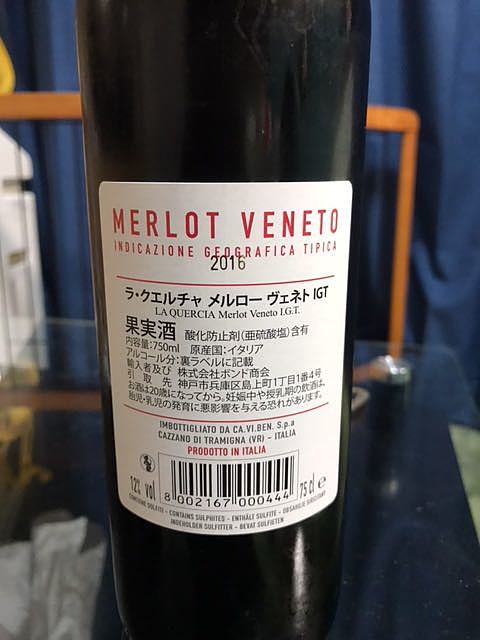 MERLOT VENETO
INDICAZIONE GEOGRAFICA TIPICA
2016
ラ・クエルチャ メルロー ヴェネト IGT
LA QUERCIA Merlot Veneto I.G.T.
果実酒 酸化防止剤(亜硫酸塩)含有
内容量:750ml 原産国:イタリア
アルコール分:裏ラベルに記載
輸入者及び 株式会社ボンド商会
引取先 神戸市兵庫区島上町1丁目1番4号
お酒は20歳になってから。妊娠中や授乳期の飲酒は、
胎児・乳児の発育に悪影響を与える恐れがあります。
IMBOTTIGLIATO DA CA.VI.BEN. S.p.a
CAZZANO DI TRAMIGNA (VR) - ITALIA
PRODOTTO IN ITALIA
12% vol
8 002167 000444
75 cl e
CONTIENE SOLFITI - CONTAINS SULPHITES - ENTHÄLT SULFITE - OBSAHUJE SIRIČITANY
INDEHOLDER SULFITTER - BEVAT SULFIETEN